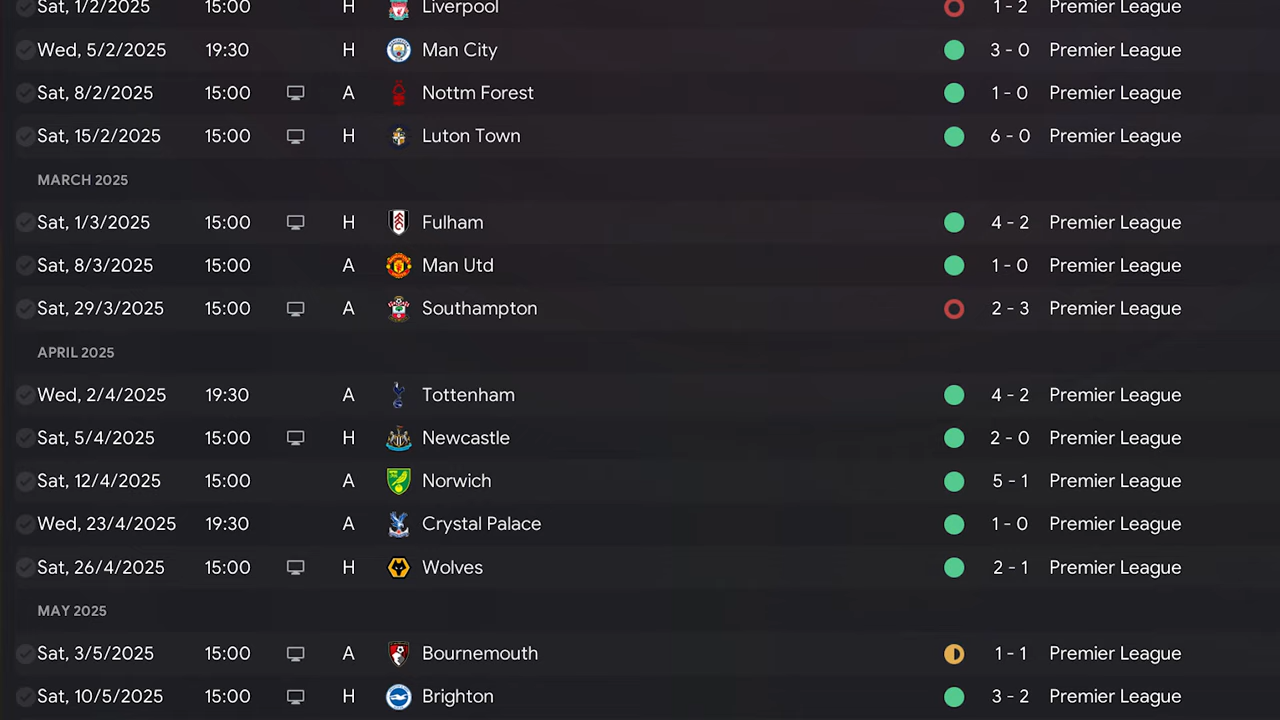 Sat, 1/2/2025 15:00 H Liverpool 1 - 2 Premier League
Wed, 5/2/2025 19:30 H Man City 3 - 0 Premier League
Sat, 8/2/2025 15:00 A Nottm Forest 1 - 0 Premier League
Sat, 15/2/2025 15:00 H Luton Town 6 - 0 Premier League
MARCH 2025
Sat, 1/3/2025 15:00 H Fulham 4 - 2 Premier League
Sat, 8/3/2025 15:00 A Man Utd 1 - 0 Premier League
Sat, 29/3/2025 15:00 A Southampton 2 - 3 Premier League
APRIL 2025
Wed, 2/4/2025 19:30 A Tottenham 4 - 2 Premier League
Sat, 5/4/2025 15:00 H Newcastle 2 - 0 Premier League
Sat, 12/4/2025 15:00 A Norwich 5 - 1 Premier League
Wed, 23/4/2025 19:30 A Crystal Palace 1 - 0 Premier League
Sat, 26/4/2025 15:00 H Wolves 2 - 1 Premier League
MAY 2025
Sat, 3/5/2025 15:00 A Bournemouth 1 - 1 Premier League
Sat, 10/5/2025 15:00 H Brighton 3 - 2 Premier League